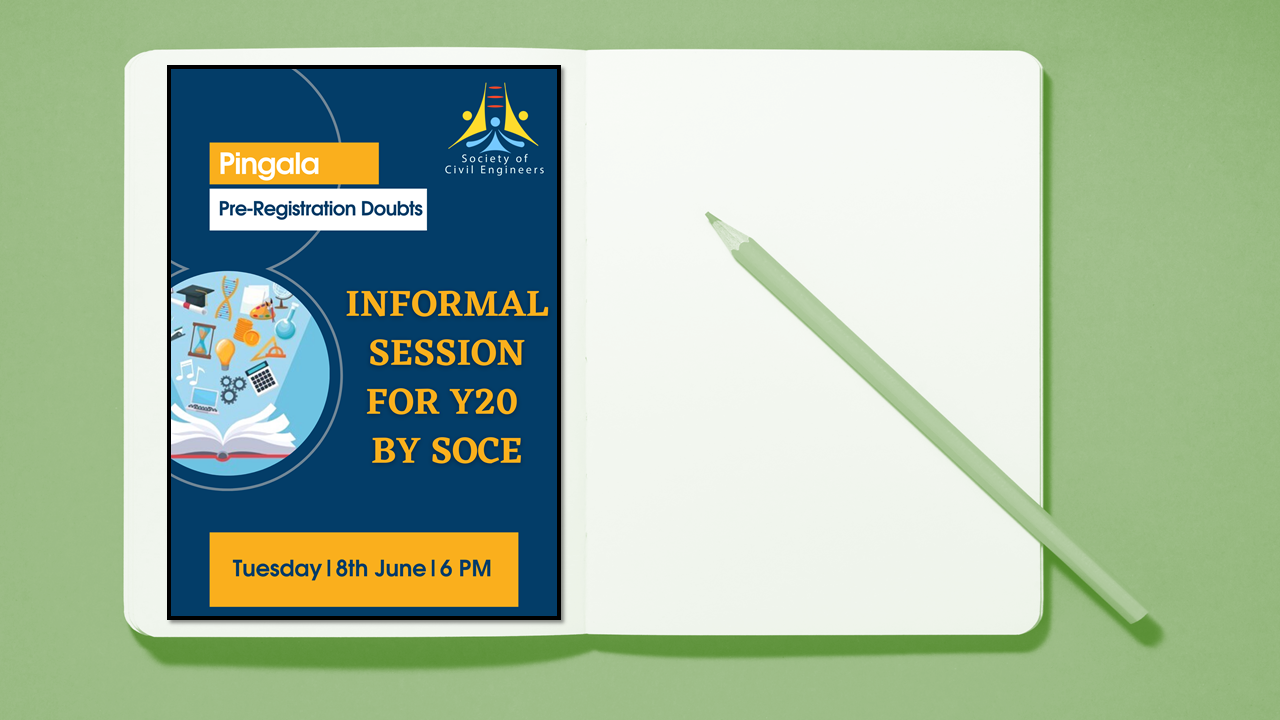 Society of
Civil Engineers
Pingala
Pre-Registration Doubts
INFORMAL
SESSION
FOR Y20
BY SOCE
Tuesday|8th June|6 PM